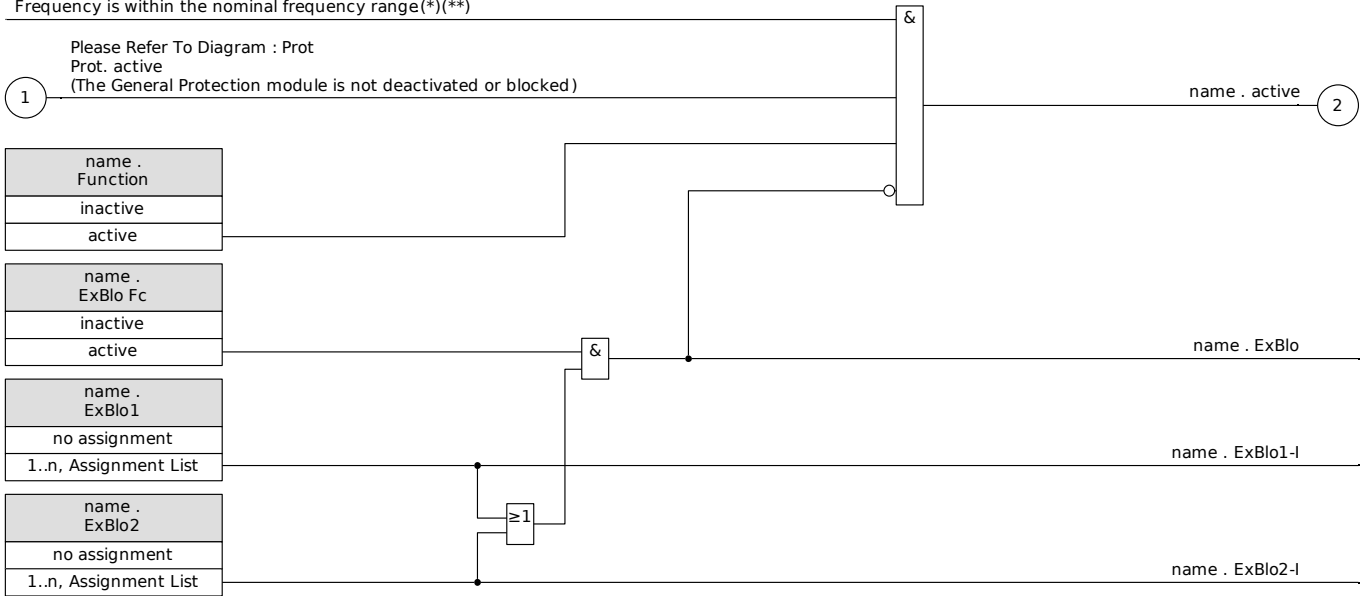 Frequency is within the nominal frequency range(*)(**)
&
Please Refer To Diagram : Prot
Prot. active
(The General Protection module is not deactivated or blocked)
1
name . active
2
name .
Function
inactive
active
name .
ExBlo Fc
inactive
active
&
name . ExBlo
name .
ExBlo1
no assignment
1..n, Assignment List
name . ExBlo1-I
name .
ExBlo2
≥1
no assignment
1..n, Assignment List
name . ExBlo2-I